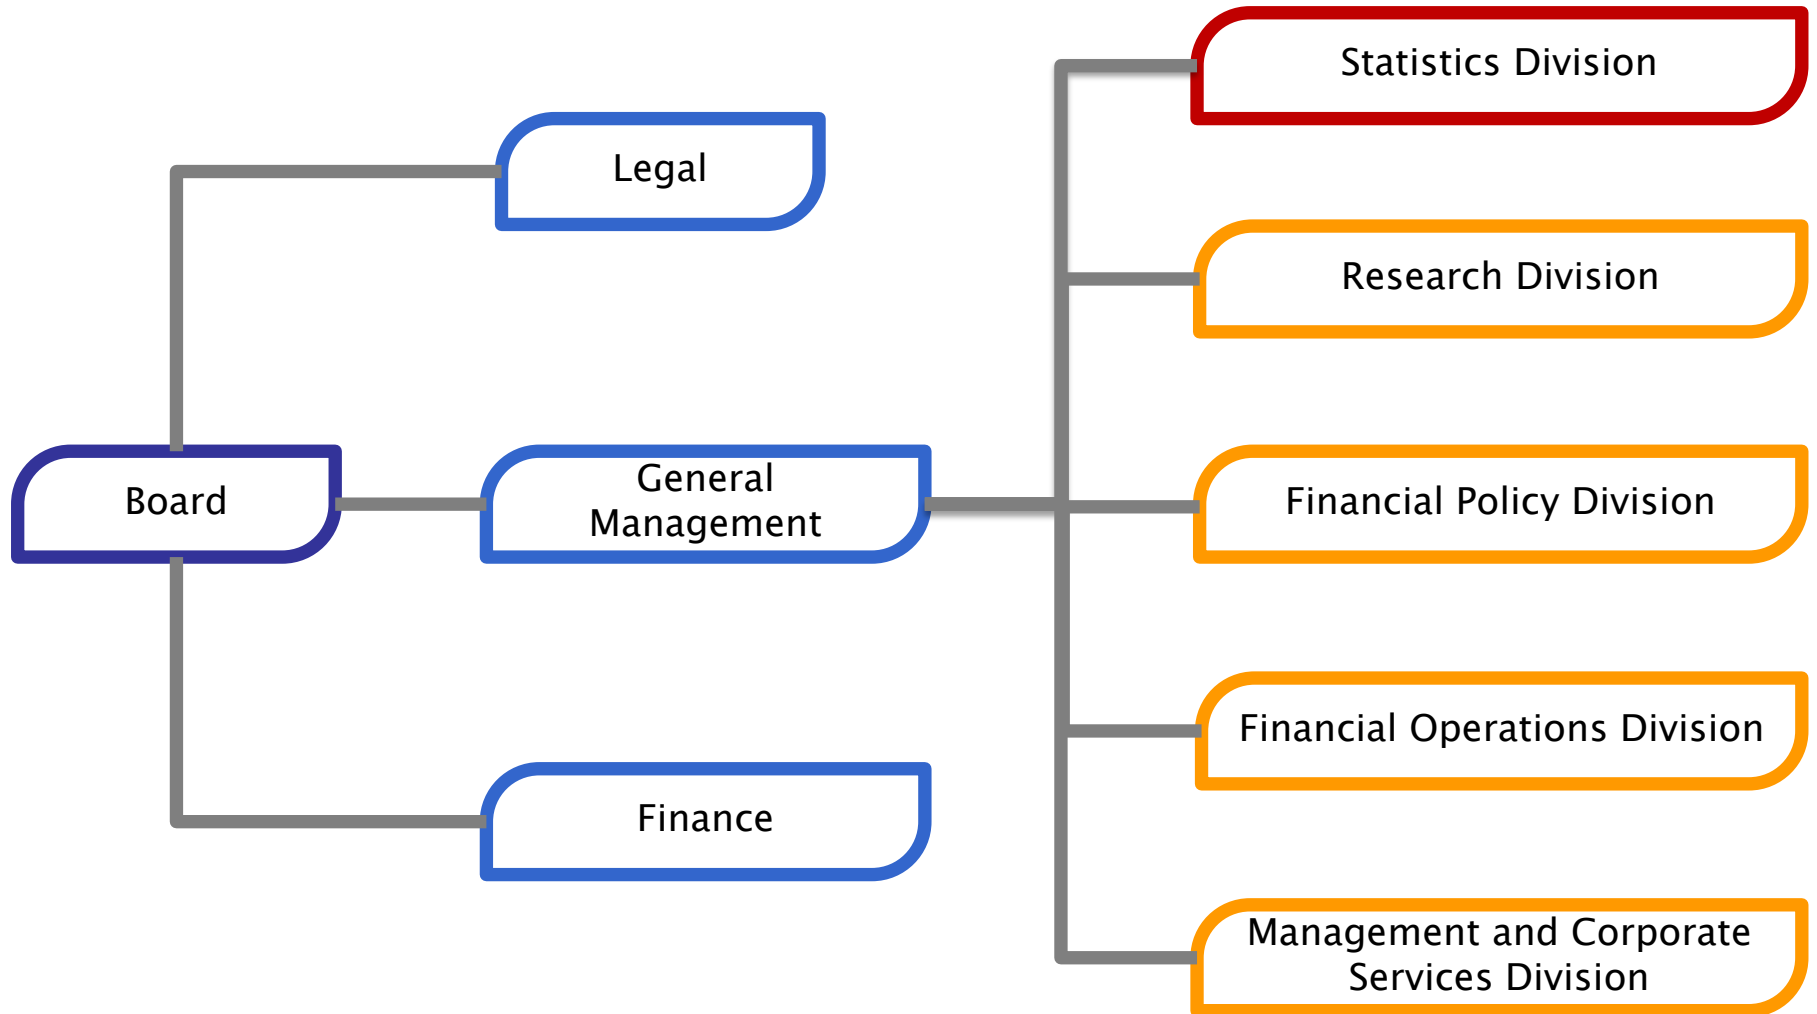 Statistics Division
Legal
Research Division
Board
General
Management
Financial Policy Division
Financial Operations Division
Finance
Management and Corporate
Services Division